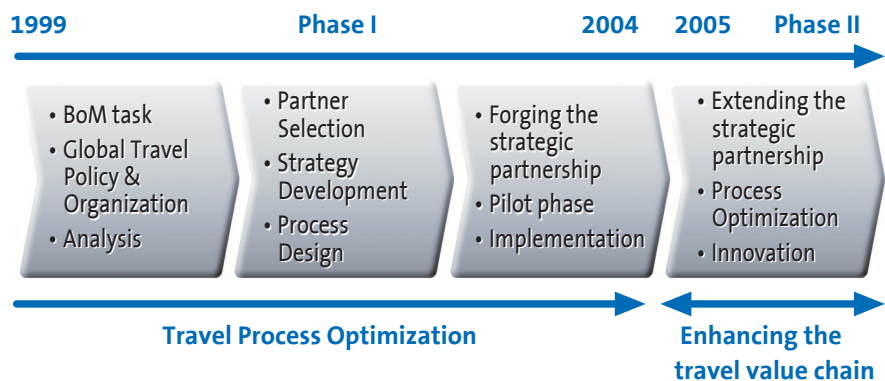 1999 Phase I 2004 2005 Phase II
• BoM task
• Global Travel
Policy &
Organization
• Analysis
• Partner
Selection
• Strategy
Development
• Process
Design
• Forging the
strategic
partnership
• Pilot phase
• Implementation
• Extending the
strategic
partnership
• Process
Optimization
• Innovation
Travel Process Optimization
Enhancing the
travel value chain